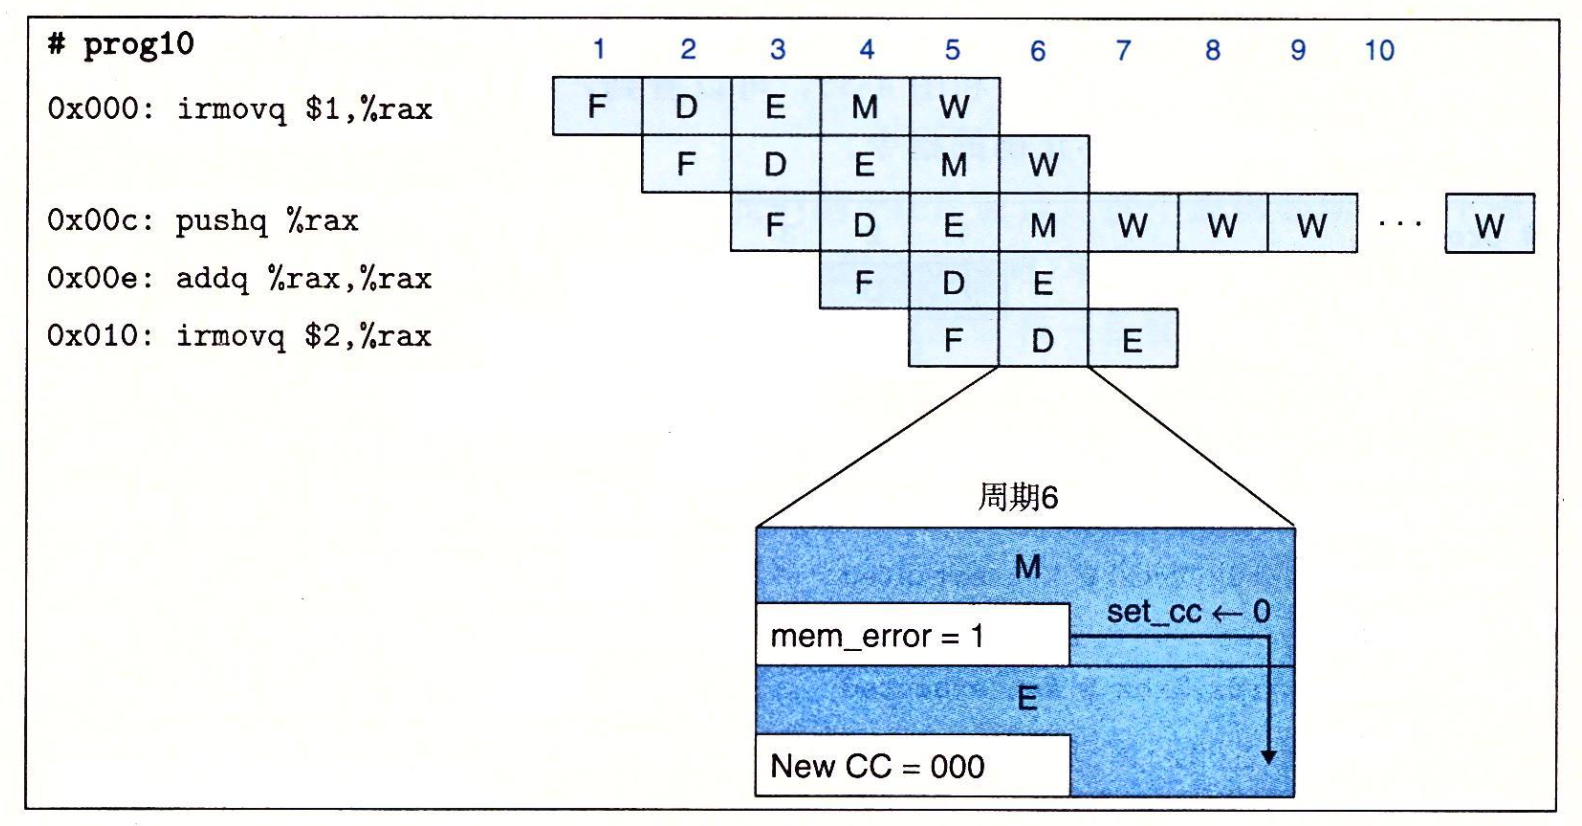 # prog10 1 2 3 4 5 6 7 8 9 10
0x000: irmovq $1,%rax F D E M W
F D E M W
0x00c: pushq %rax F D E M W W W ... W
0x00e: addq %rax,%rax F D E
0x010: irmovq $2,%rax F D E
周期6
M
set_cc ← 0
mem_error = 1
E
New CC = 000